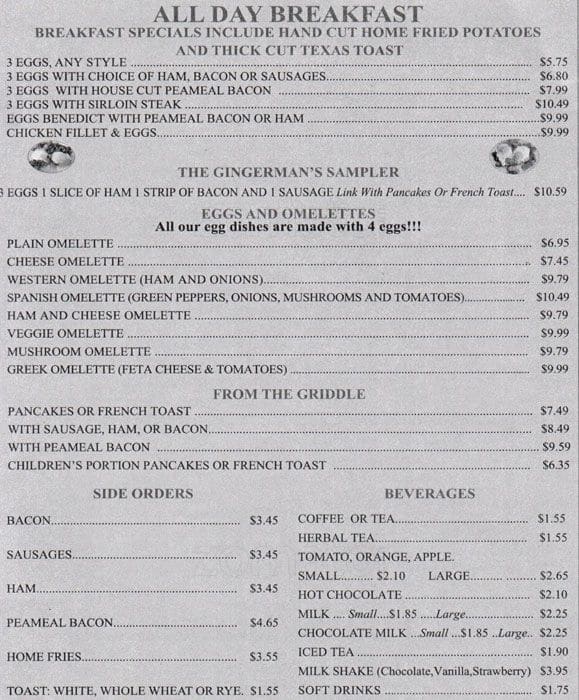 ALL DAY BREAKFAST
BREAKFAST SPECIALS INCLUDE HAND CUT HOME FRIED POTATOES
AND THICK CUT TEXAS TOAST
3 EGGS, ANY STYLE $5.75
3 EGGS WITH CHOICE OF HAM, BACON OR SAUSAGES $6.80
3 EGGS WITH HOUSE CUT PEAMEAL BACON $7.99
3 EGGS WITH SIRLOIN STEAK $10.49
EGGS BENEDICT WITH PEAMEAL BACON OR HAM $9.99
CHICKEN FILLET & EGGS $9.99
THE GINGERMAN'S SAMPLER
3 EGGS 1 SLICE OF HAM 1 STRIP OF BACON AND 1 SAUSAGE Link With Pancakes Or French Toast.... $10.59
EGGS AND OMELETTES
All our egg dishes are made with 4 eggs!!!
PLAIN OMELETTE $6.95
CHEESE OMELETTE $7.45
WESTERN OMELETTE (HAM AND ONIONS) $9.79
SPANISH OMELETTE (GREEN PEPPERS, ONIONS, MUSHROOMS AND TOMATOES) $10.49
HAM AND CHEESE OMELETTE $9.79
VEGGIE OMELETTE $9.99
MUSHROOM OMELETTE $9.79
GREEK OMELETTE (FETA CHEESE & TOMATOES) $9.99
FROM THE GRIDDLE
PANCAKES OR FRENCH TOAST $7.49
WITH SAUSAGE, HAM, OR BACON $8.49
WITH PEAMEAL BACON $9.59
CHILDREN'S PORTION PANCAKES OR FRENCH TOAST $6.35
SIDE ORDERS
BACON $3.45
SAUSAGES $3.45
HAM $3.45
PEAMEAL BACON $4.65
HOME FRIES $3.55
TOAST: WHITE, WHOLE WHEAT OR RYE. $1.55
BEVERAGES
COFFEE OR TEA $1.55
HERBAL TEA $1.55
TOMATO, ORANGE, APPLE.
SMALL......... $2.10 LARGE......... $2.65
HOT CHOCOLATE $2.10
MILK .... Small....$1.85 .....Large $2.25
CHOCOLATE MILK ...Small ...$1.85 ..Large.. $2.25
ICED TEA $1.90
MILK SHAKE (Chocolate,Vanilla,Strawberry) $3.95
SOFT DRINKS $1.75